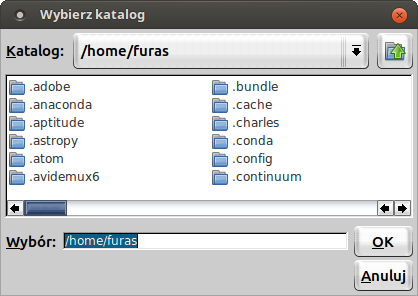 Wybierz katalog
Katalog: /home/furas
.adobe .bundle
.anaconda .cache
.aptitude .charles
.astropy .conda
.atom .config
.avidemux6 .continuum
Wybór: /home/furas OK
Anuluj